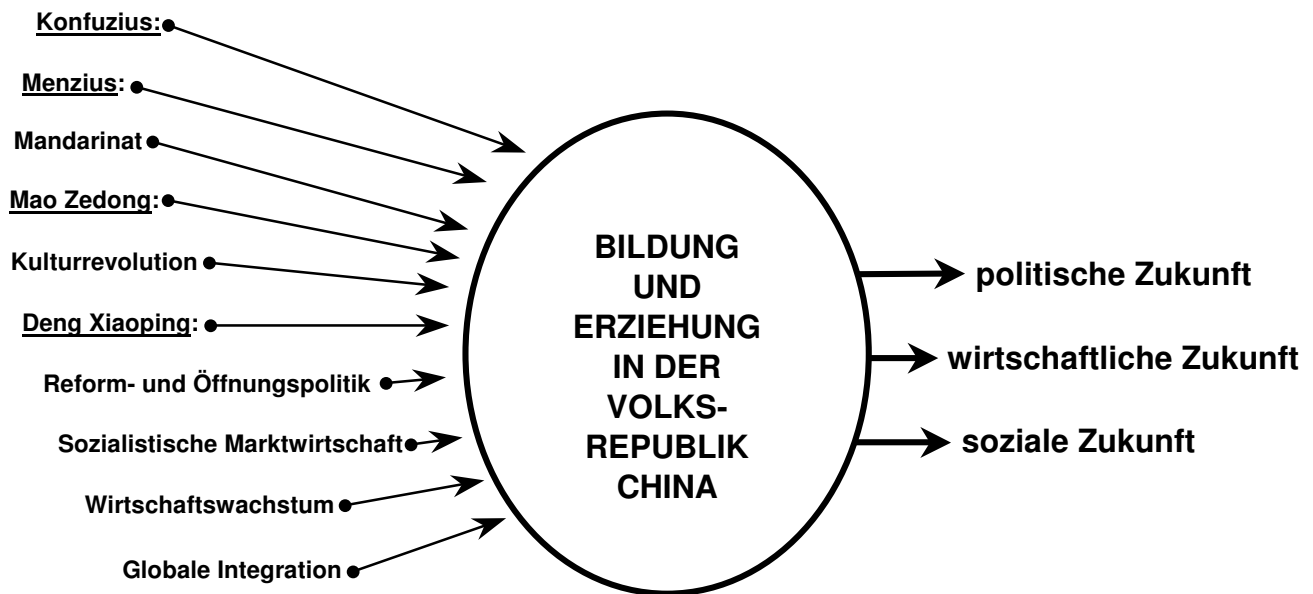 Konfuzius:
Menzius:
Mandarinat
Mao Zedong:
Kulturrevolution
Deng Xiaoping:
Reform- und Öffnungspolitik
Sozialistische Marktwirtschaft
Wirtschaftswachstum
Globale Integration
BILDUNG
UND
ERZIEHUNG
IN DER
VOLKS-
REPUBLIK
CHINA
politische Zukunft
wirtschaftliche Zukunft
soziale Zukunft